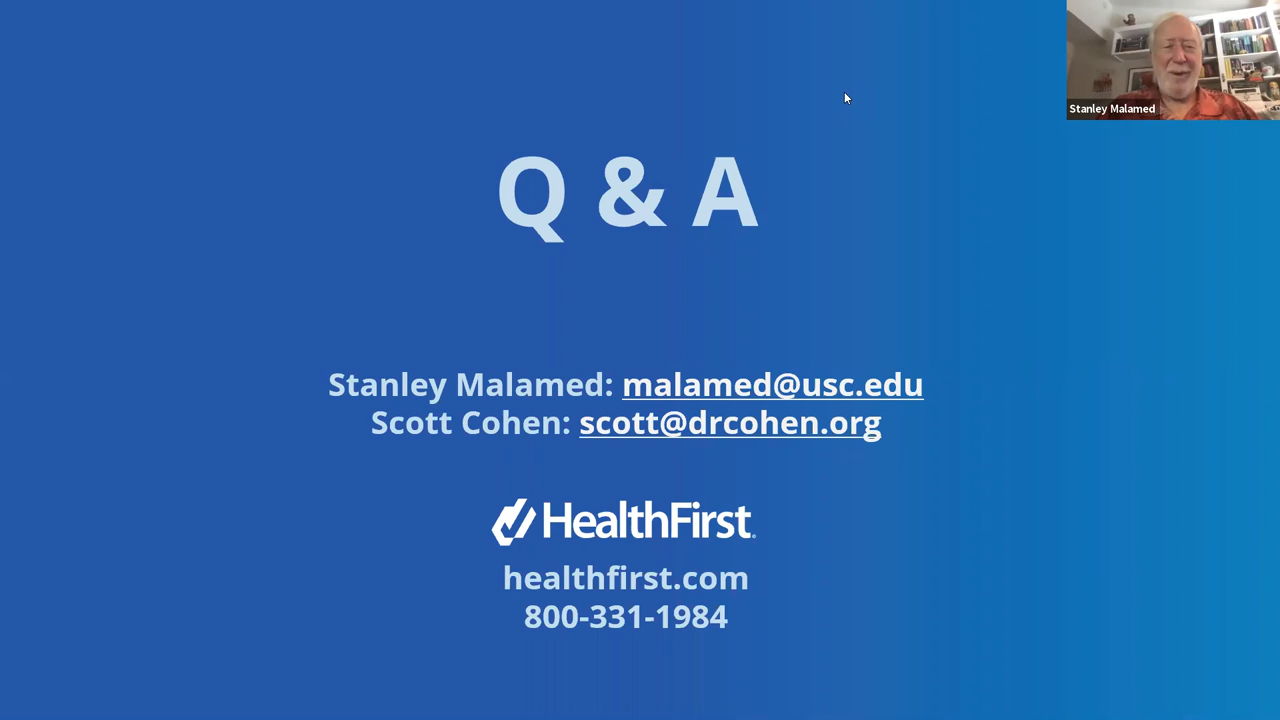 Stanley Malamed
Q & A
Stanley Malamed: malamed@usc.edu
Scott Cohen: scott@drcohen.org
HealthFirst
healthfirst.com
800-331-1984